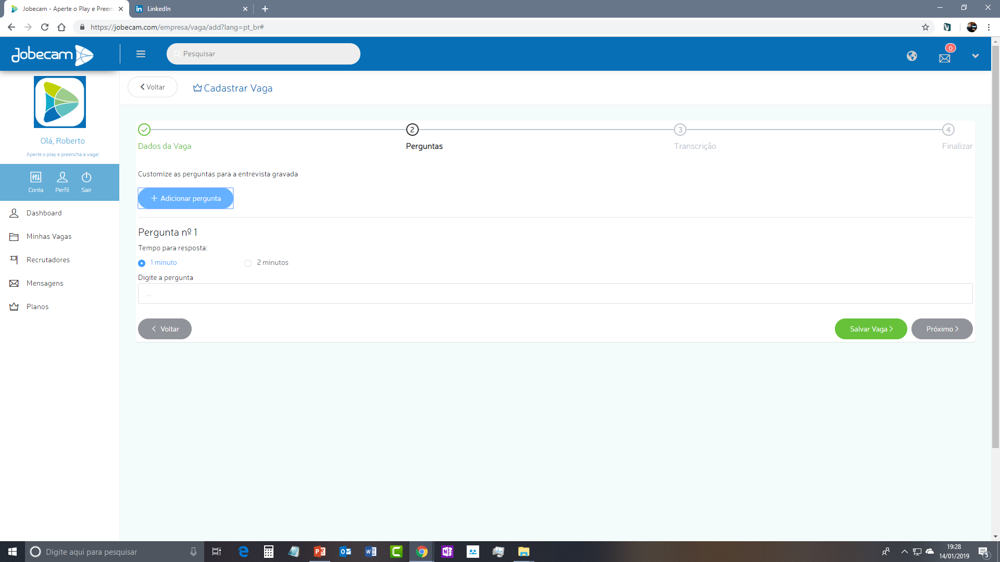 Jobecam - Aperte o Play e Preen
LinkedIn
https://jobecam.com/empresa/vaga/add?lang=pt_br#
Jobecam
Pesquisar
0
Voltar
Cadastrar Vaga
Olá, Roberto
Aperte o play e preencha a vaga!
Conta
Perfil
Sair
Dashboard
Minhas Vagas
Recrutadores
Mensagens
Planos
2
3
4
Dados da Vaga
Perguntas
Transcrição
Finalizar
Customize as perguntas para a entrevista gravada
+ Adicionar pergunta
Pergunta nº 1
Tempo para resposta:
1 minuto
2 minutos
Digite a pergunta
...
Voltar
Salvar Vaga
Próximo
Digite aqui para pesquisar
19:28
14/01/2019
5